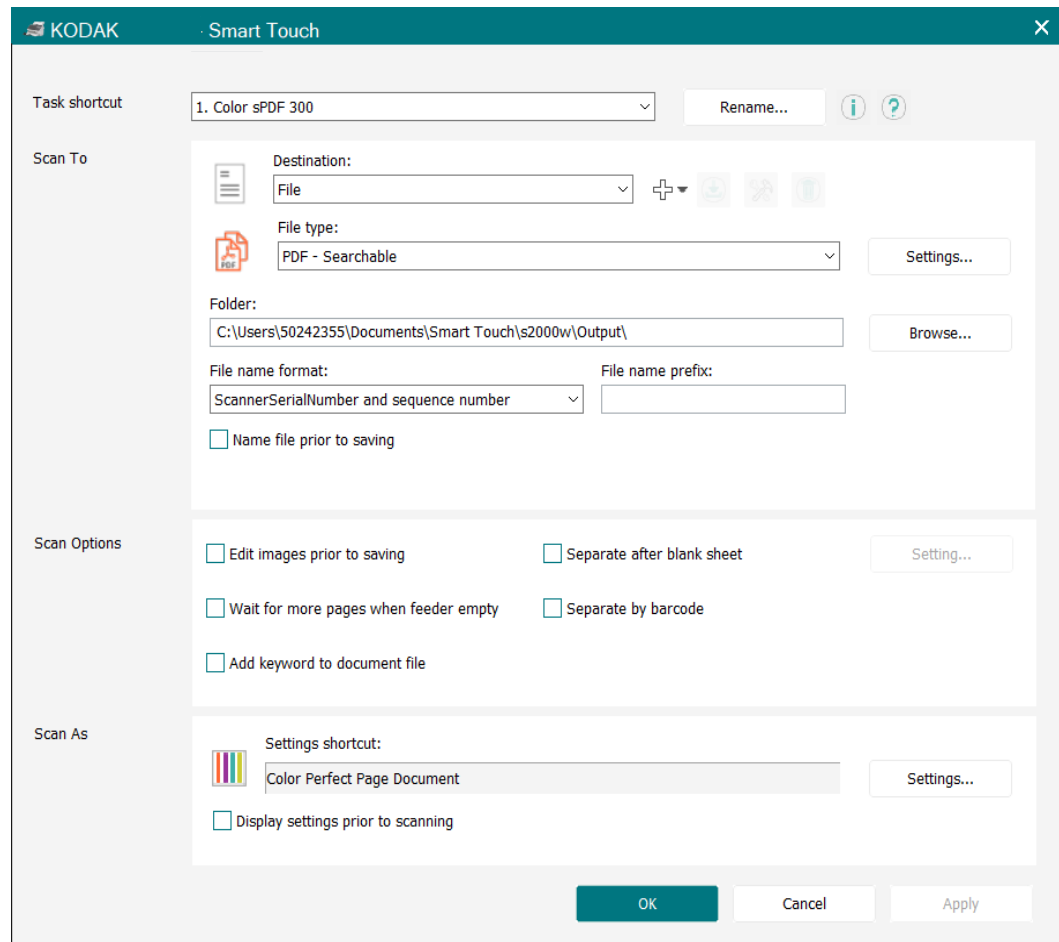 KODAK · Smart Touch
Task shortcut
1. Color sPDF 300
Rename...
i
?
Scan To
Destination:
File
File type:
PDF
PDF - Searchable
Settings...
Folder:
C:\Users\50242355\Documents\Smart Touch\s2000w\Output\
Browse...
File name format:
File name prefix:
ScannerSerialNumber and sequence number
Name file prior to saving
Scan Options
Edit images prior to saving
Separate after blank sheet
Setting...
Wait for more pages when feeder empty
Separate by barcode
Add keyword to document file
Scan As
Settings shortcut:
Color Perfect Page Document
Settings...
Display settings prior to scanning
OK
Cancel
Apply